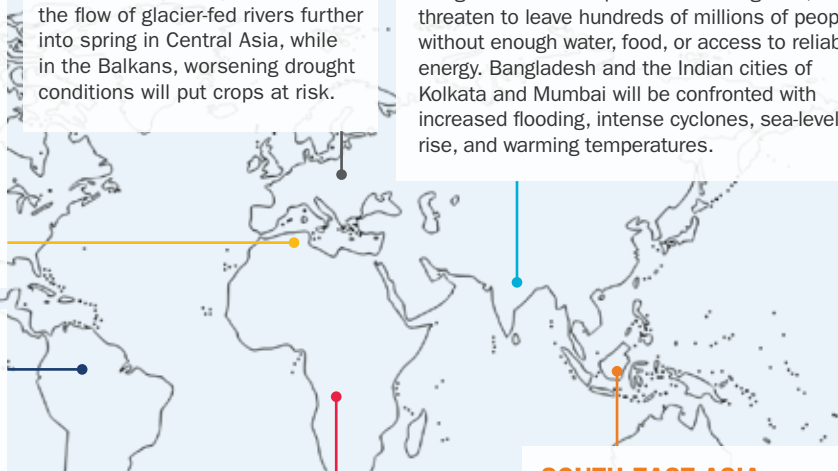 the flow of glacier-fed rivers further
into spring in Central Asia, while
in the Balkans, worsening drought
conditions will put crops at risk.
threaten to leave hundreds of millions of
without enough water, food, or access to
energy. Bangladesh and the Indian cities of
Kolkata and Mumbai will be confronted with
increased flooding, intense cyclones, sea-level
rise, and warming temperatures.
SOUTH EAST ASIA